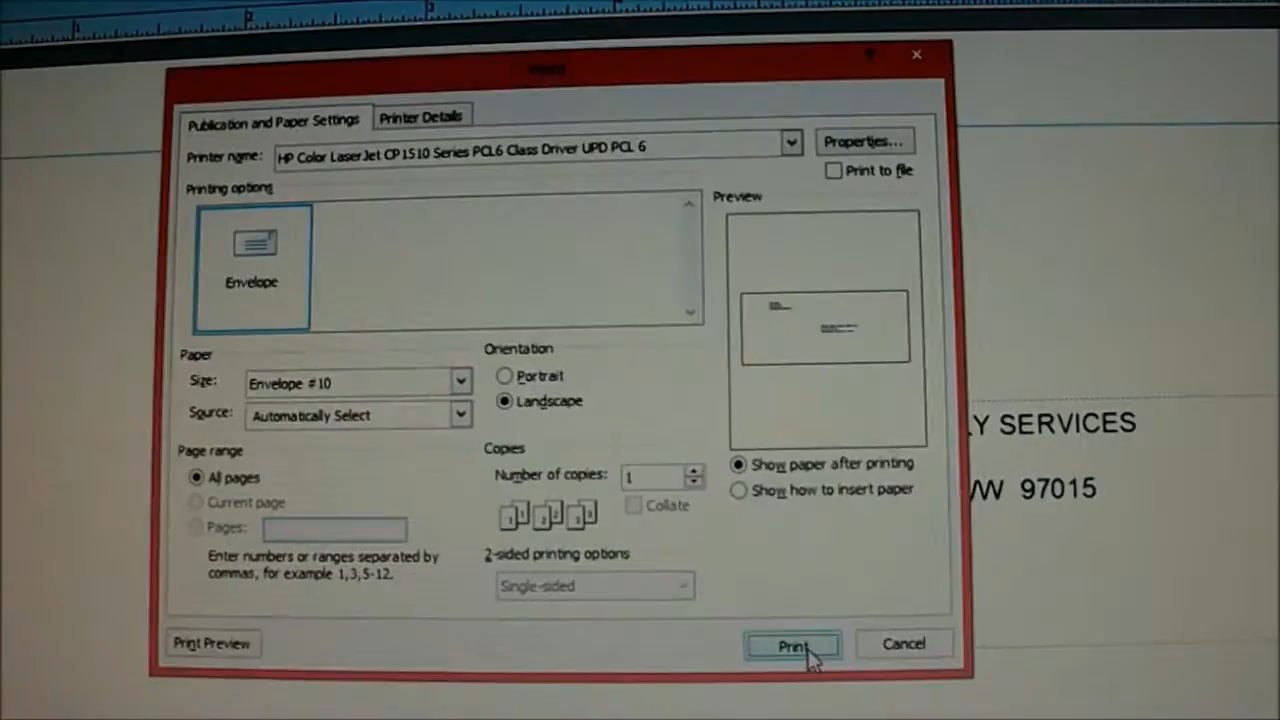 1 2 3
Print
Publication and Paper Settings Printer Details
Printer name: HP Color LaserJet CP1510 Series PCL6 Class Driver UPD PCL 6 Properties...
Print to file
Printing options
Preview
Envelope
Paper
Size: Envelope #10
Source: Automatically Select
Orientation
Portrait
Landscape
Page range
All pages
Current page
Pages:
Enter numbers or ranges separated by
commas, for example 1,3,5-12.
Copies
Number of copies: 1
Collate
2-sided printing options
Single-sided
Show paper after printing
Show how to insert paper
SERVICES
97015
Print Preview
Print
Cancel